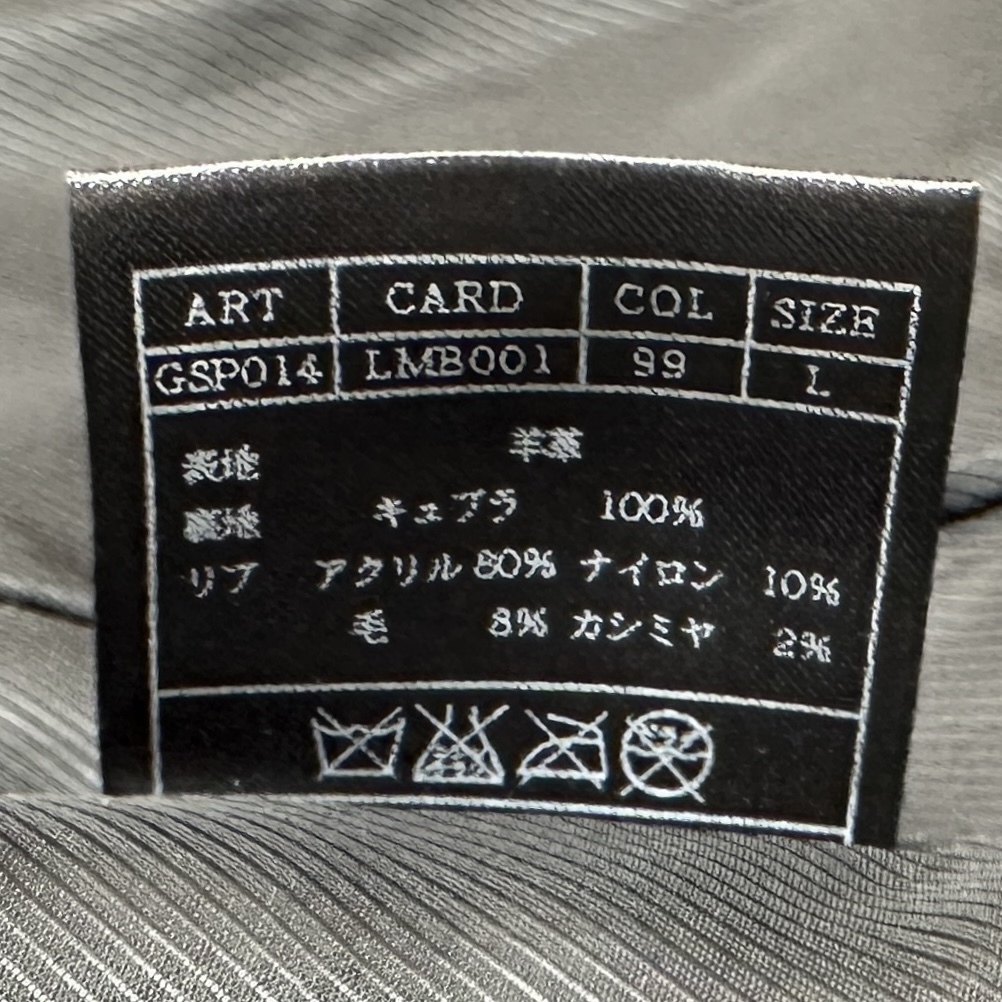 ART CARD COL SIZE
GSP014 LMB001 99 L
表地 羊革
裏地 キュプラ 100%
リブ アクリル 80% ナイロン 10%
毛 8% カシミヤ 2%